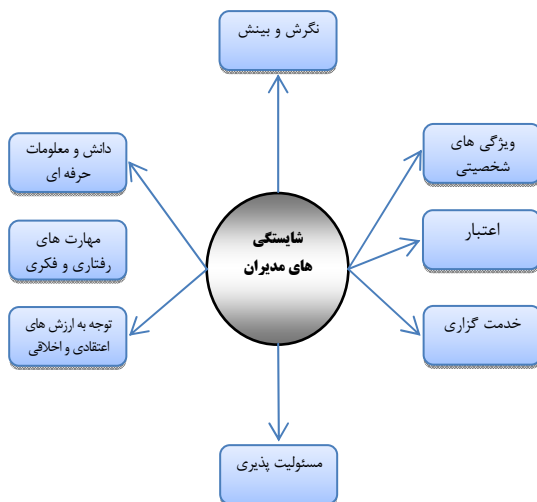 نگرش و بینش
ویژگی های
شخصیتی
دانش و معلومات
حرفه ای
اعتبار
شایستگی
های مدیران
مهارت های
رفتاری و فکری
خدمت گزاری
توجه به ارزش های
اعتقادی و اخلاقی
مسئولیت پذیری